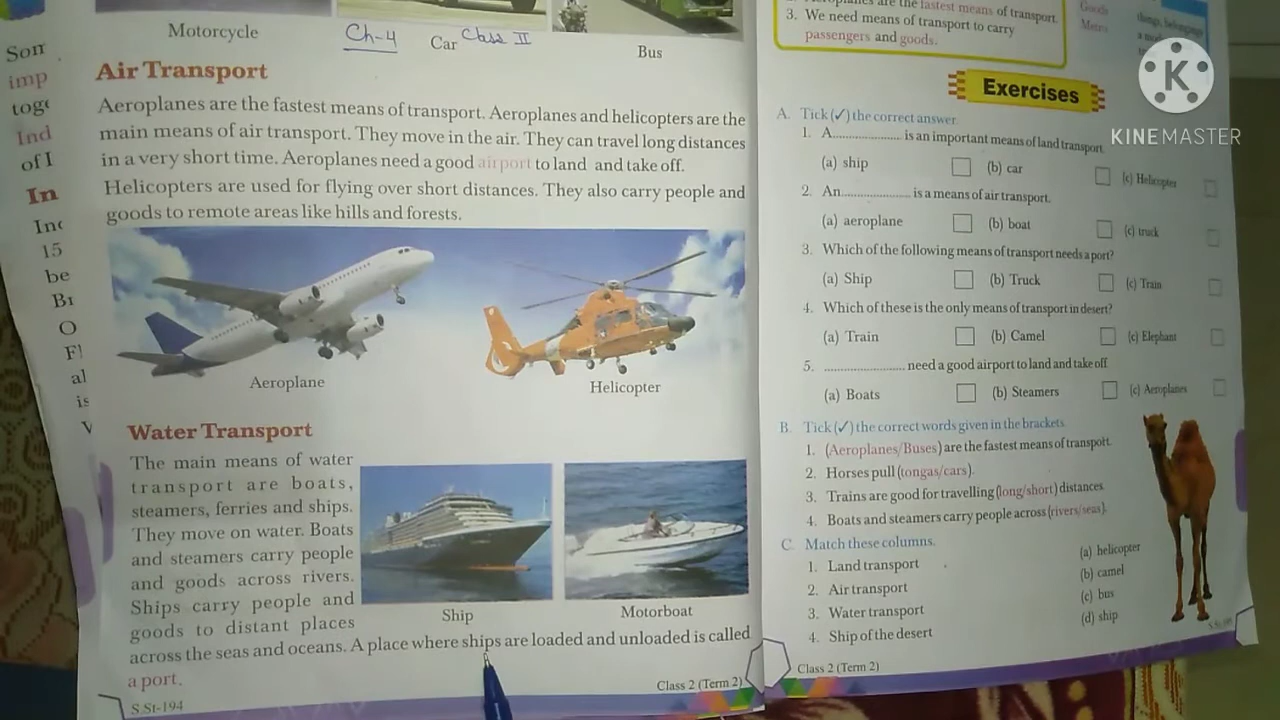 Motorcycle
Ch-4
Car
Class II
Bus
Som
imp
toge
Ind
of I
In
15
be
is
Air Transport
Aeroplanes are the fastest means of transport. Aeroplanes and helicopters are the
main means of air transport. They move in the air. They can travel long distances
in a very short time. Aeroplanes need a good airport to land and take off.
Helicopters are used for flying over short distances. They also carry people and
goods to remote areas like hills and forests.
Aeroplane
Helicopter
Water Transport
The main means of water
transport are boats,
steamers, ferries and ships.
They move on water. Boats
and steamers carry people
and goods across rivers.
Ships carry people and
goods to distant places
across the seas and oceans. A place where ships are loaded and unloaded is called
a port.
Ship
Motorboat
Class 2 (Term 2)
S.St-194
are the fastest means of transport.
3. We need means of transport to carry
passengers and goods.
Goods
Metro
things, belongings
KINEMASTER
Exercises
A. Tick (✓) the correct answer.
1. A.................... is an important means of land transport.
(a) ship (b) car (c) Helicopter
2. An.................... is a means of air transport.
(a) aeroplane (b) boat (c) truck
3. Which of the following means of transport needs a port?
(a) Ship (b) Truck (c) Train
4. Which of these is the only means of transport in desert?
(a) Train (b) Camel (c) Elephant
5. ........................ need a good airport to land and take off.
(a) Boats (b) Steamers (c) Aeroplanes
B. Tick (✓) the correct words given in the brackets.
1. (Aeroplanes/Buses) are the fastest means of transport.
2. Horses pull (tongas/cars).
3. Trains are good for travelling (long/short) distances.
4. Boats and steamers carry people across (rivers/seas).
C. Match these columns.
1. Land transport (a) helicopter
2. Air transport (b) camel
3. Water transport (c) bus
4. Ship of the desert (d) ship
Class 2 (Term 2)